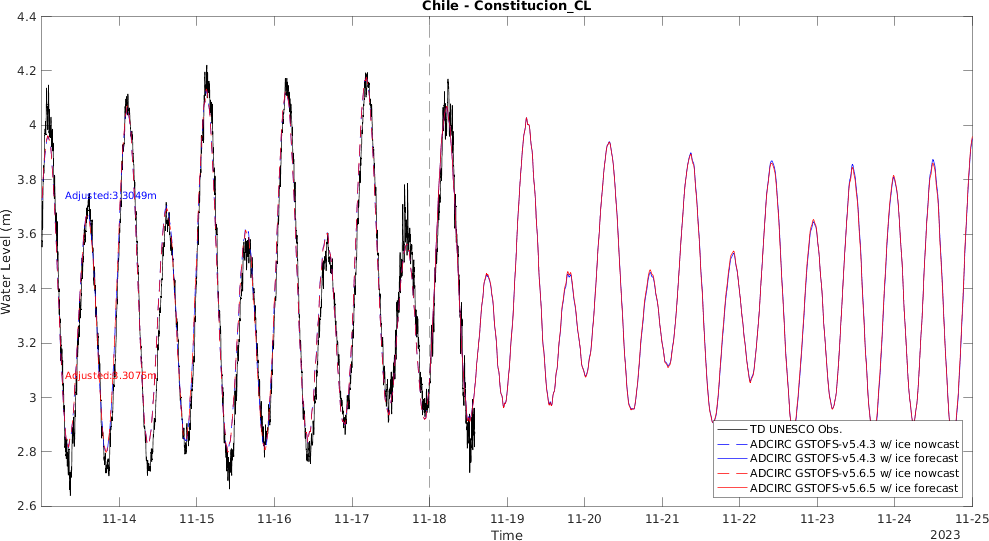 Chile - Constitucion_CL
4.4
4.2
4
3.8
3.6
3.4
3.2
3
2.8
2.6
Water Level (m)
Adjusted:3.3049m
Adjusted:3.3076m
TD UNESCO Obs.
ADCIRC GSTOFS-v5.4.3 w/ ice nowcast
ADCIRC GSTOFS-v5.4.3 w/ ice forecast
ADCIRC GSTOFS-v5.6.5 w/ ice nowcast
ADCIRC GSTOFS-v5.6.5 w/ ice forecast
11-14 11-15 11-16 11-17 11-18 11-19 11-20 11-21 11-22 11-23 11-24 11-25
Time
2023